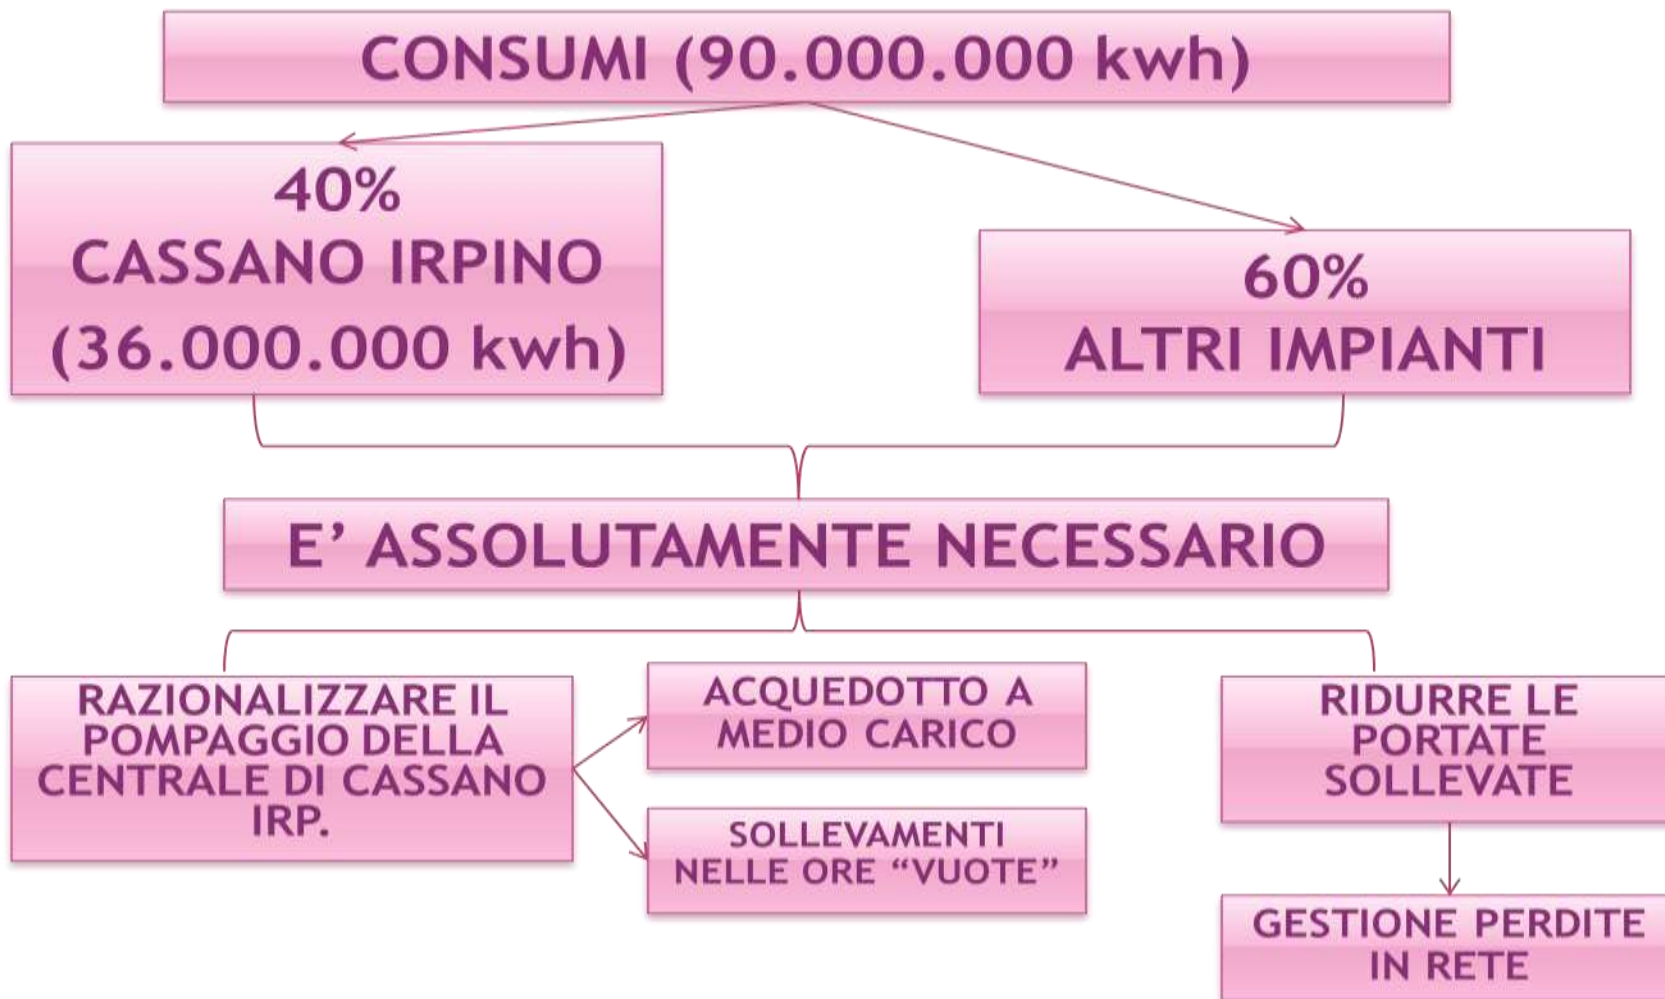 CONSUMI (90.000.000 kwh)
40%
CASSANO IRPINO
(36.000.000 kwh)
60%
ALTRI IMPIANTI
E’ ASSOLUTAMENTE NECESSARIO
RAZIONALIZZARE IL
POMPAGGIO DELLA
CENTRALE DI CASSANO
IRP.
ACQUEDOTTO A
MEDIO CARICO
SOLLEVAMENTI
NELLE ORE “VUOTE”
RIDURRE LE
PORTATE
SOLLEVATE
GESTIONE PERDITE
IN RETE